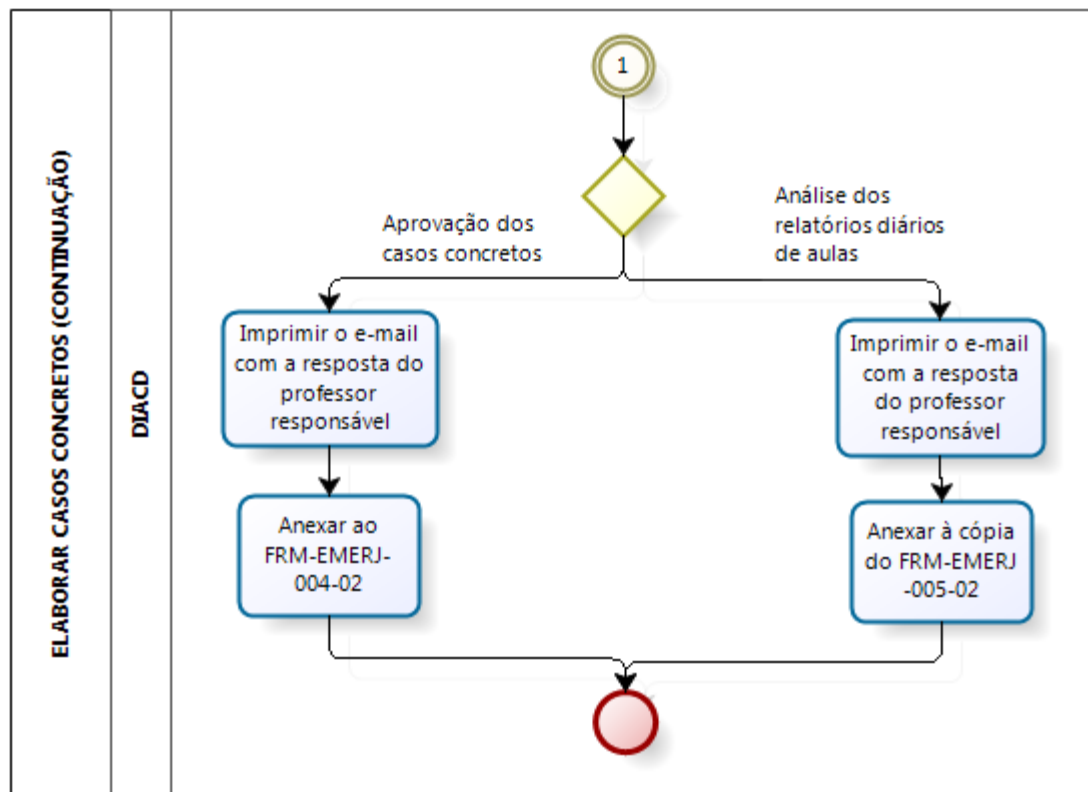 ELABORAR CASOS CONCRETOS (CONTINUAÇÃO)
DIACD
1
Aprovação dos
casos concretos
Análise dos
relatórios diários
de aulas
Imprimir o e-mail
com a resposta do
professor
responsável
Imprimir o e-mail
com a resposta
do professor
responsável
Anexar ao
FRM-EMERJ-
004-02
Anexar à cópia
do FRM-EMERJ
-005-02